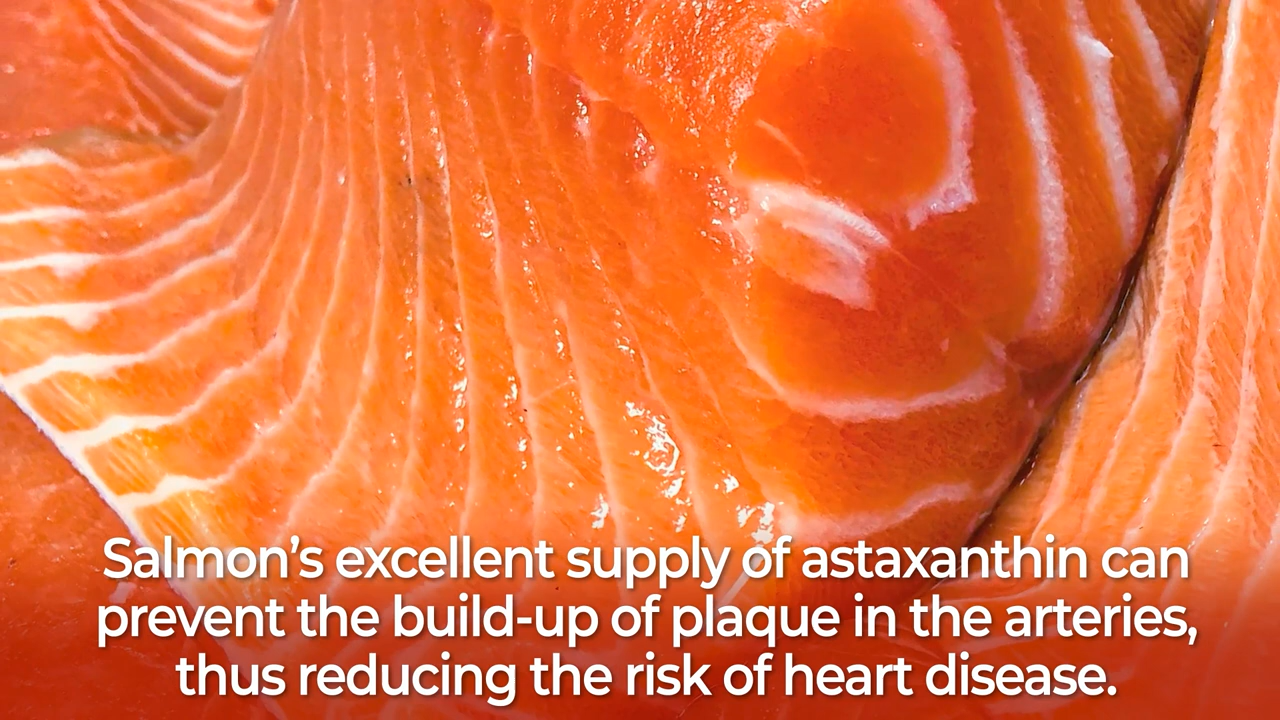 Salmon’s excellent supply of astaxanthin can
prevent the build-up of plaque in the arteries,
thus reducing the risk of heart disease.